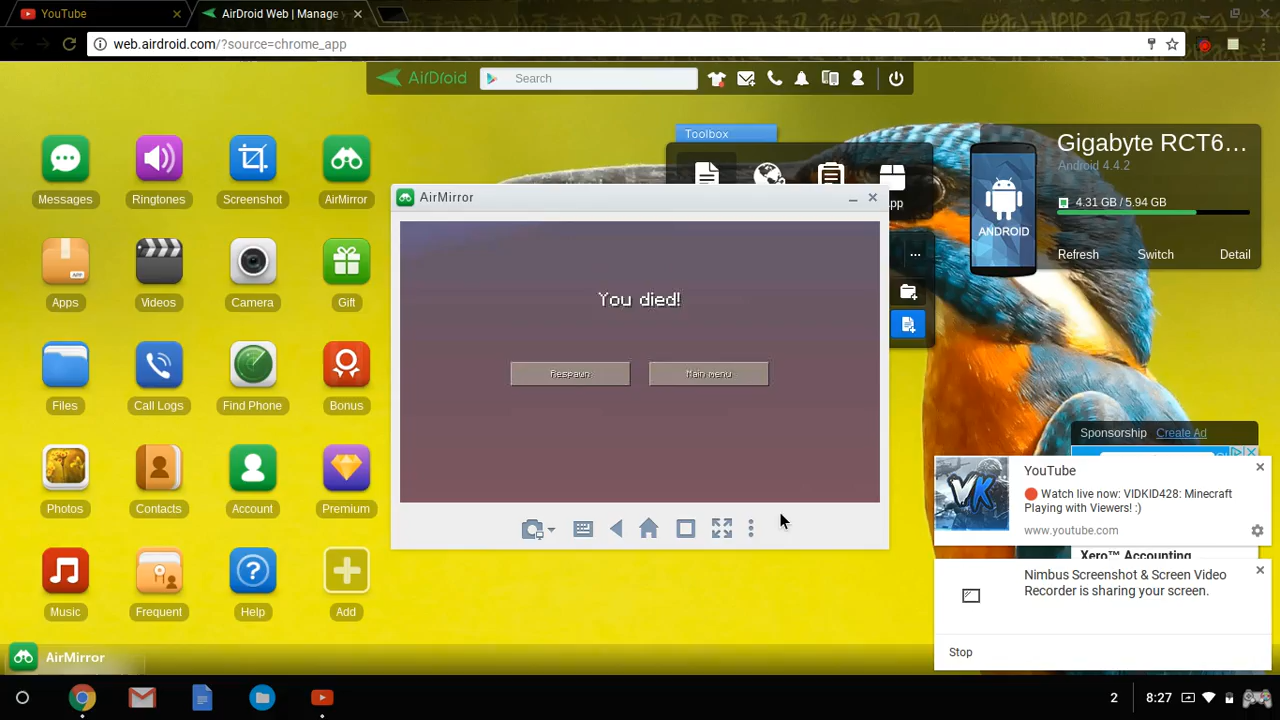 YouTube
AirDroid Web | Manage y
web.airdroid.com/?source=chrome_app
AirDroid
Search
Toolbox
Gigabyte RCT6...
Android 4.4.2
4.31 GB / 5.94 GB
ANDROID
Refresh
Switch
Detail
Messages
Ringtones
Screenshot
AirMirror
Apps
Videos
Camera
Gift
APP
Files
Call Logs
Find Phone
Bonus
Photos
Contacts
Account
Premium
Music
Frequent
Help
Add
AirMirror
You died!
Respawn
Main menu
pp
...
Sponsorship
Create Ad
YouTube
Watch live now: VIDKID428: Minecraft
Playing with Viewers! :)
www.youtube.com
VK
Xero™ Accounting
Nimbus Screenshot & Screen Video
Recorder is sharing your screen.
Stop
AirMirror
2
8:27